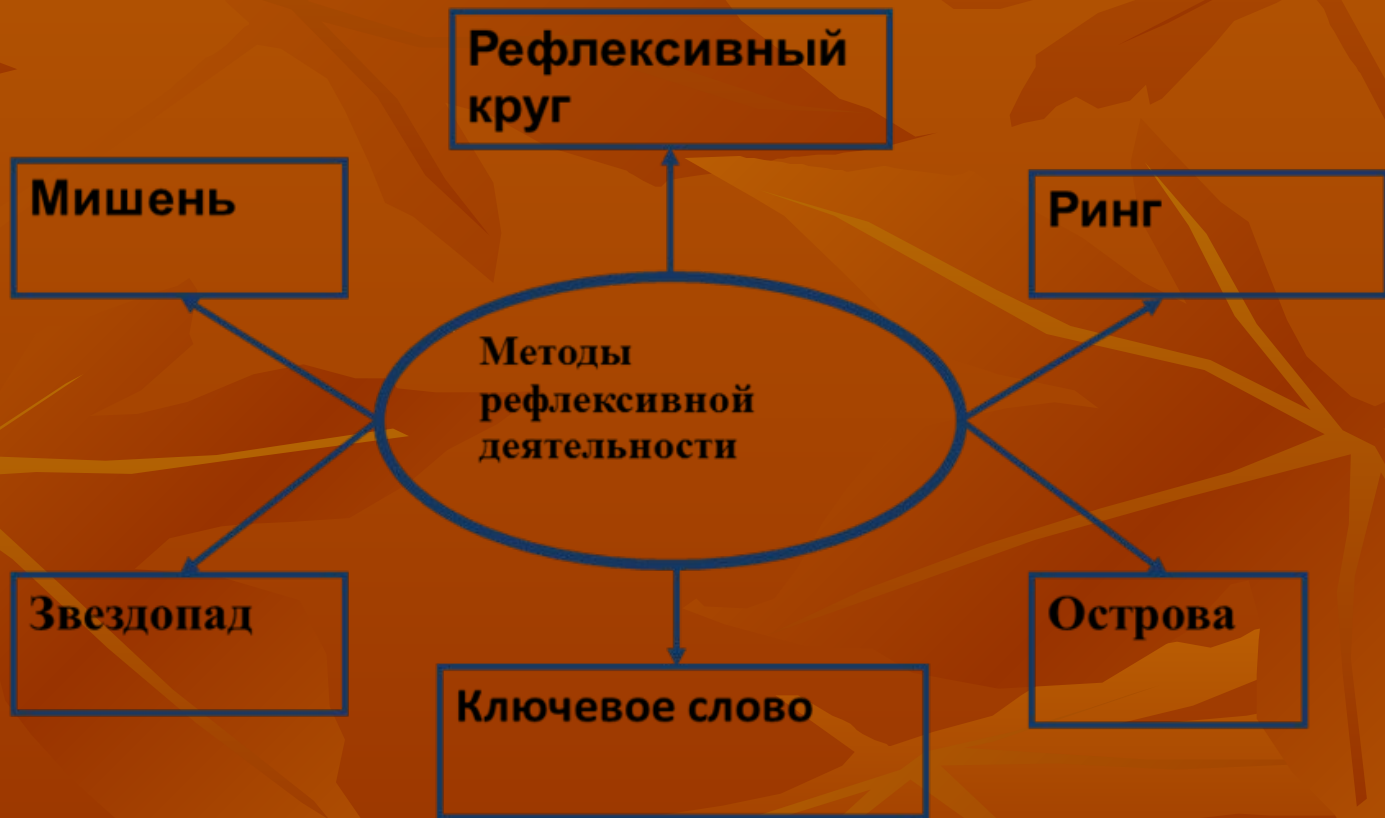 Рефлексивный
круг
Мишень
Ринг
Методы
рефлексивной
деятельности
Звездопад
Острова
Ключевое слово